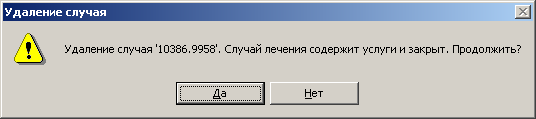 Удаление случая
Удаление случая '10386.9958'. Случай лечения содержит услуги и закрыт. Продолжить?
Да
Нет